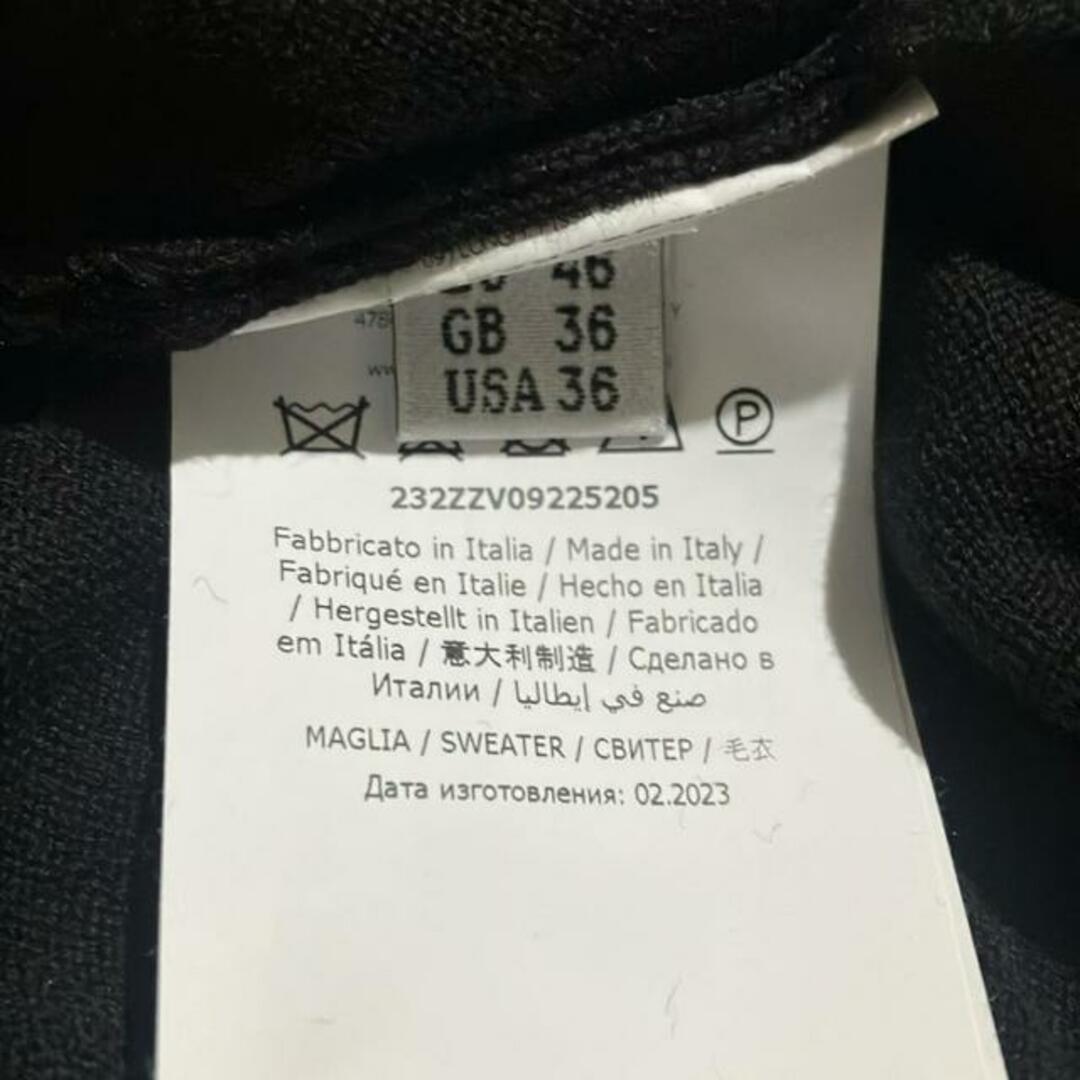 46
GB 36
USA 36
P
232ZZV09225205
Fabbricato in Italia / Made in Italy /
Fabriqué en Italie / Hecho en Italia
/ Hergestellt in Italien / Fabricado
em Itália / 意大利制造 / Сделано в
Италии / صنع في إيطاليا
MAGLIA / SWEATER / СВИТЕР / 毛衣
Дата изготовления: 02.2023